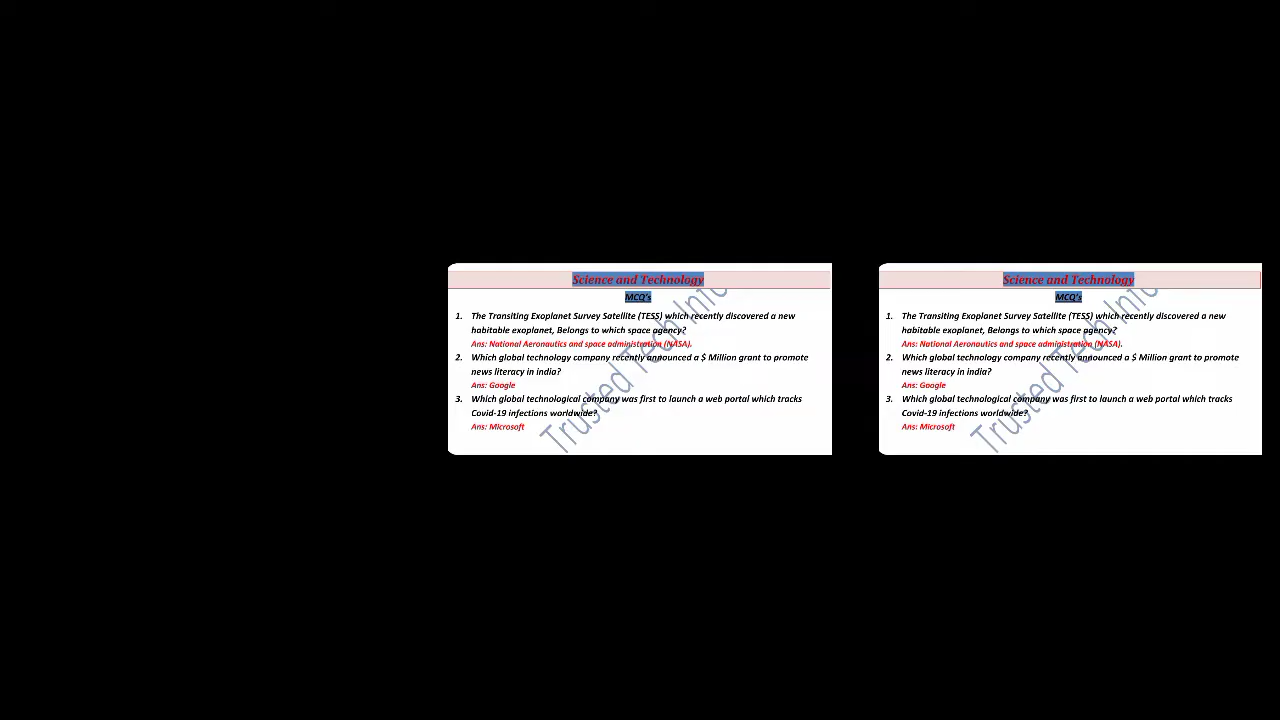 Science and Technology
MCQ's
1. The Transiting Exoplanet Survey Satellite (TESS) which recently discovered a new
habitable exoplanet, Belongs to which space agency?
Ans: National Aeronautics and space administration (NASA).
2. Which global technology company recently announced a $ Million grant to promote
news literacy in india?
Ans: Google
3. Which global technological company was first to launch a web portal which tracks
Covid-19 infections worldwide?
Ans: Microsoft
Trusted Tech Info
Science and Technology
MCQ's
1. The Transiting Exoplanet Survey Satellite (TESS) which recently discovered a new
habitable exoplanet, Belongs to which space agency?
Ans: National Aeronautics and space administration (NASA).
2. Which global technology company recently announced a $ Million grant to promote
news literacy in india?
Ans: Google
3. Which global technological company was first to launch a web portal which tracks
Covid-19 infections worldwide?
Ans: Microsoft
Trusted Tech Info